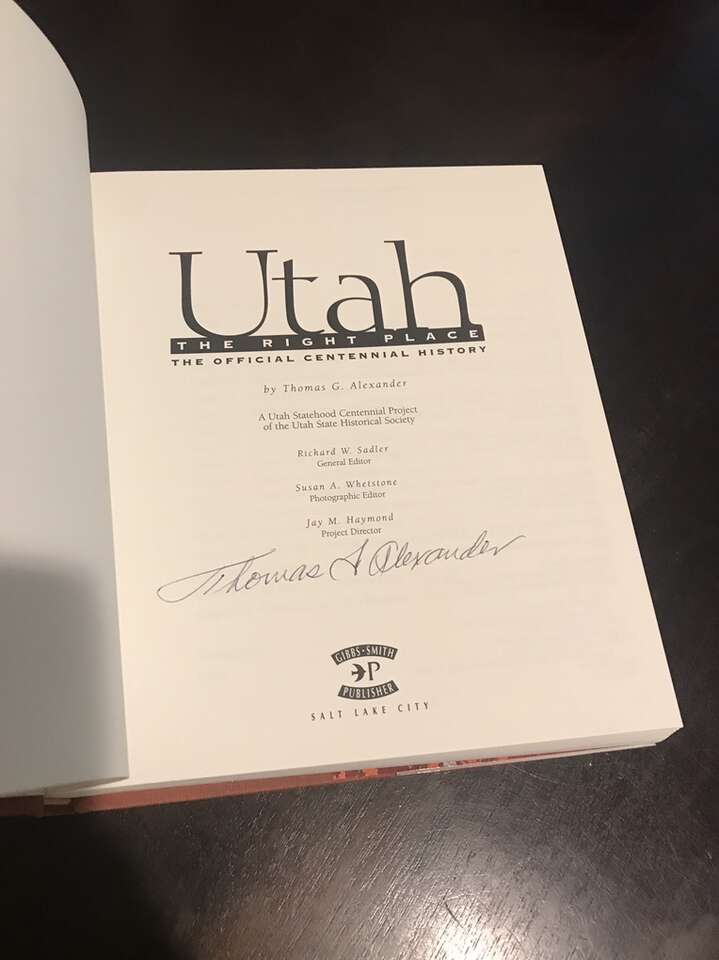 Utah
THE RIGHT PLACE
THE OFFICIAL CENTENNIAL HISTORY
by Thomas G. Alexander
A Utah Statehood Centennial Project
of the Utah State Historical Society
Richard W. Sadler
General Editor
Susan A. Whetstone
Photographic Editor
Jay M. Haymond
Project Director
Thomas G Alexander
GIBBS·SMITH
P
PUBLISHER
SALT LAKE CITY